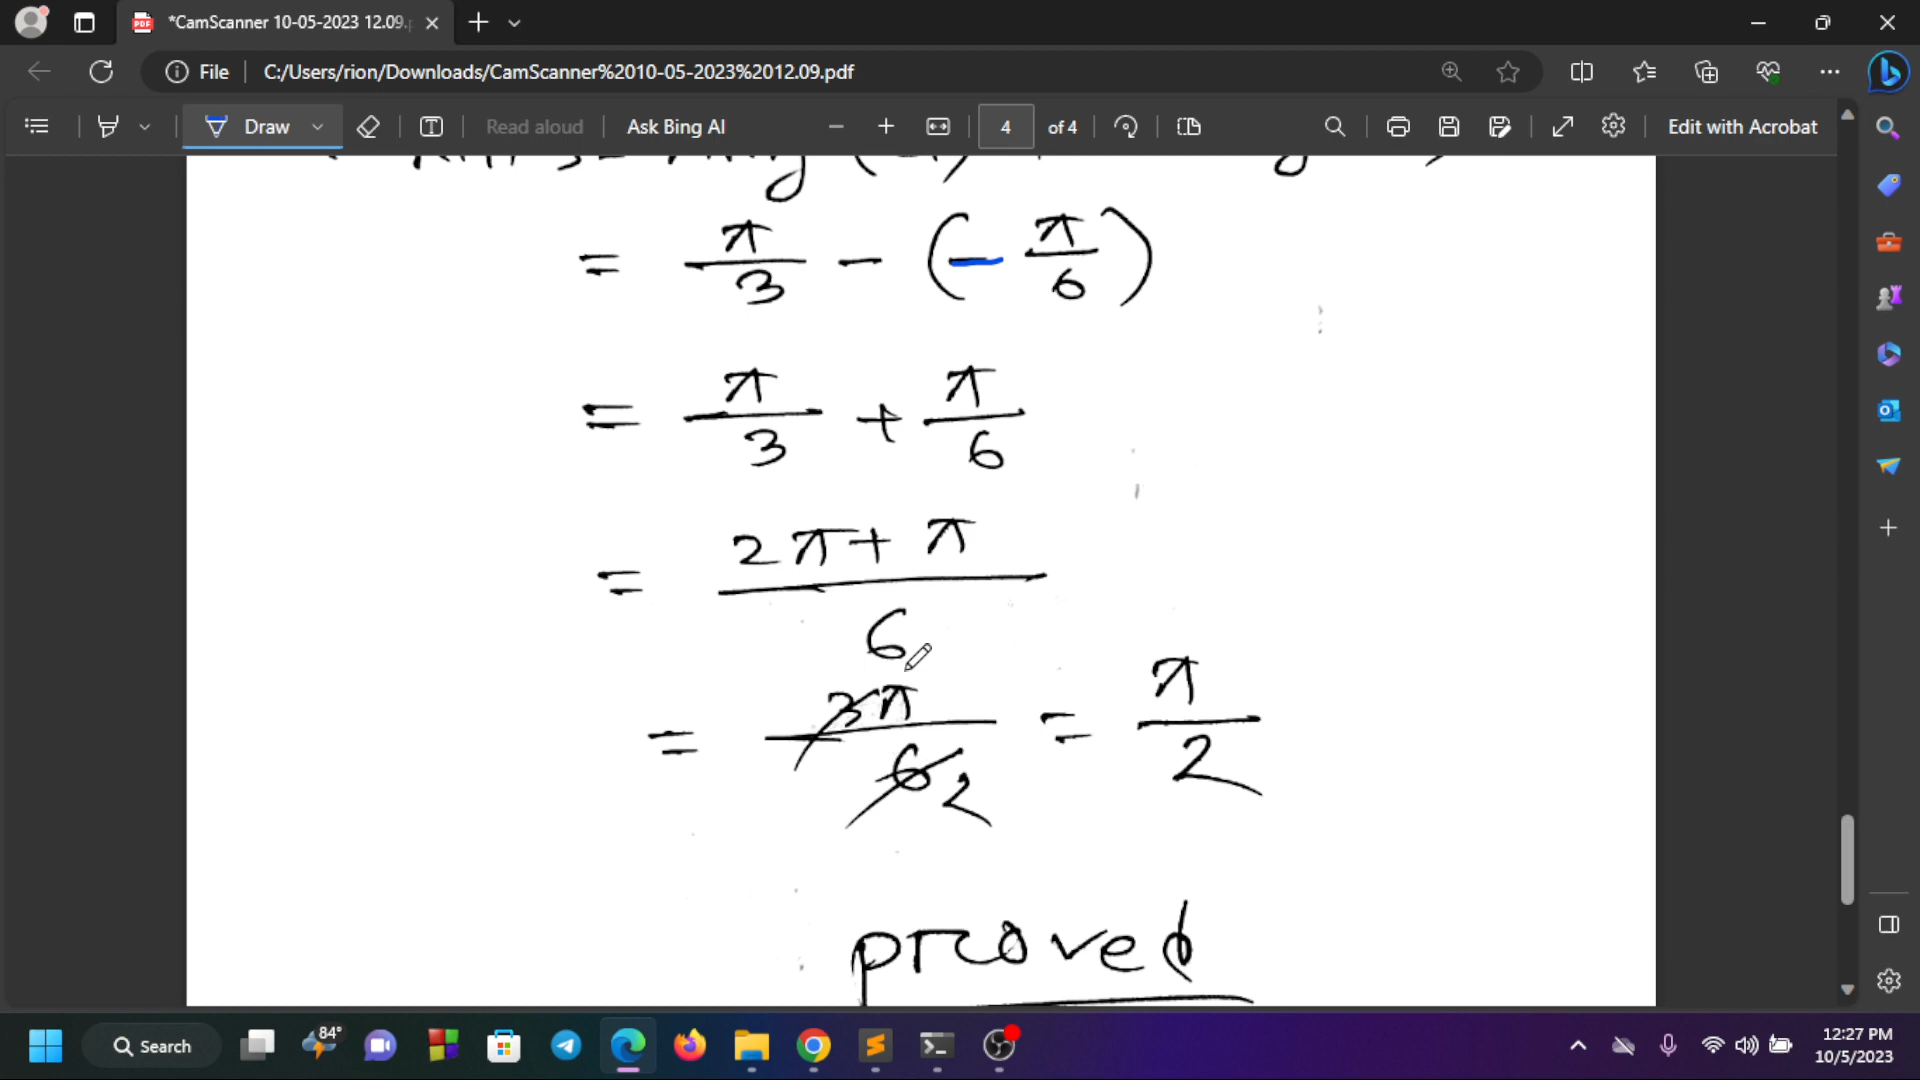 *CamScanner 10-05-2023 12.09.p
File
C:/Users/rion/Downloads/CamScanner%2010-05-2023%2012.09.pdf
Draw
Read aloud
Ask Bing AI
4
of 4
Edit with Acrobat
= π/3 - (- π/6)
= π/3 + π/6
= 2π + π / 6
= 3π/6 2 = π/2
proved
84°
Search
12:27 PM
10/5/2023